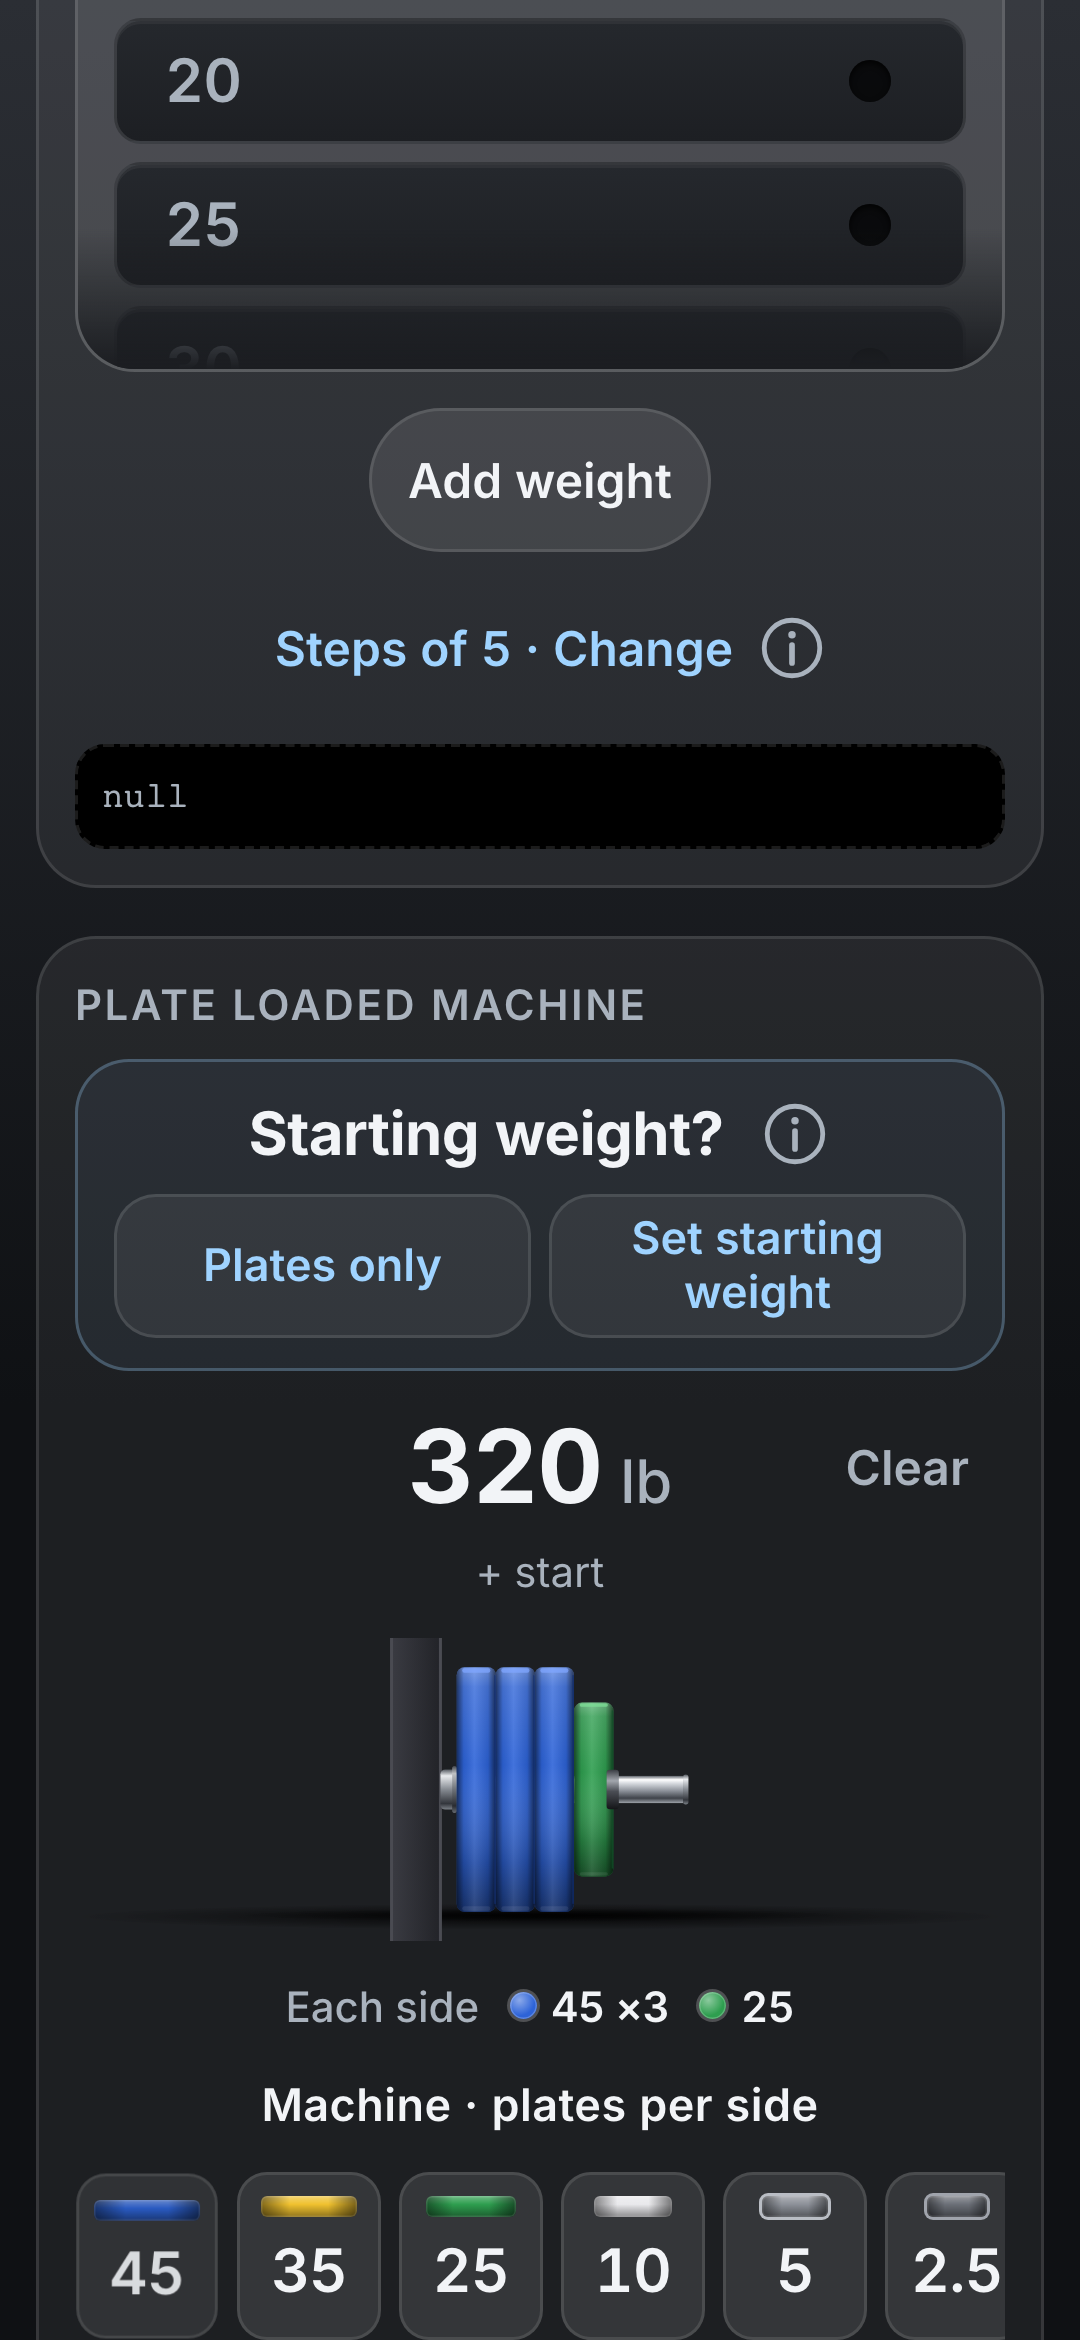 20
25
30
Add weight
Steps of 5 · Change
null
PLATE LOADED MACHINE
Starting weight?
Plates only
Set starting
weight
320 lb
Clear
+ start
Each side 45 ×3 25
Machine · plates per side
45 35 25 10 5 2.5